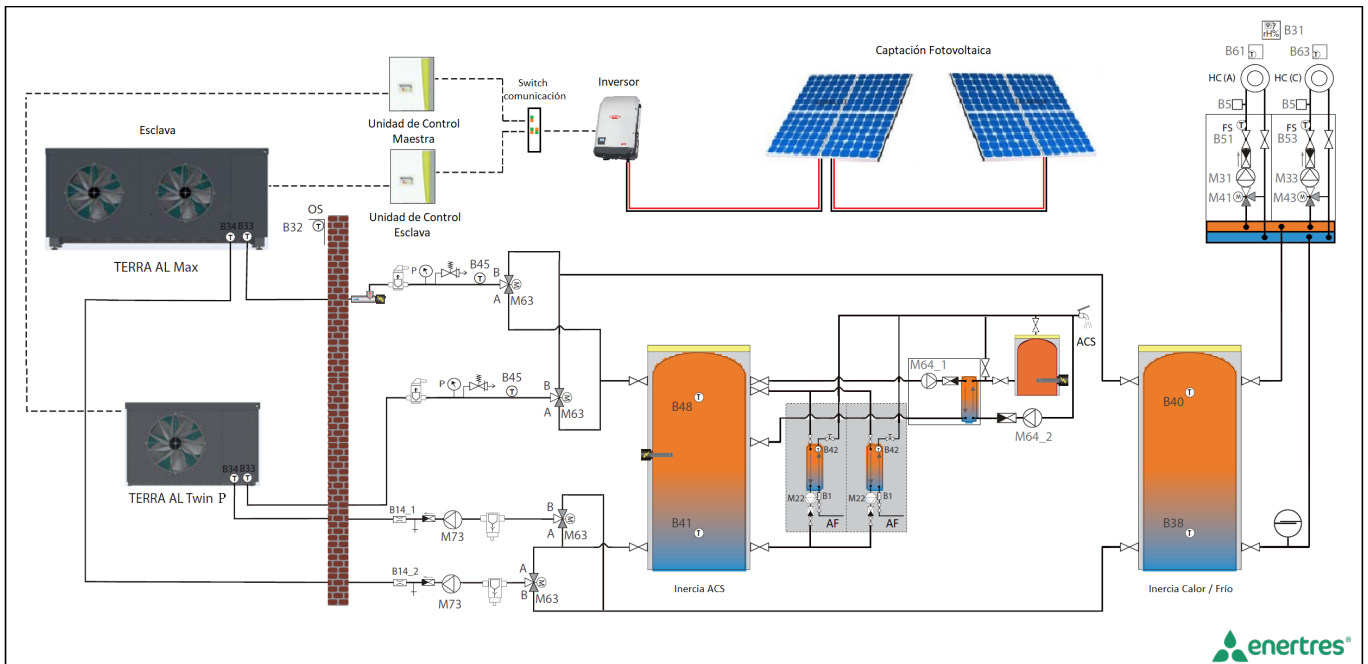 B31
rH%
B61
B63
Captación Fotovoltaica
HC (A)
HC (C)
Switch
comunicación
Inversor
B5
B5
Unidad de Control
Maestra
FS
B51
FS
B53
Esclava
M31
M33
M41
M43
Unidad de Control
Esclava
OS
B32
B34
B33
TERRA AL Max
P
B45
B
A
M63
ACS
M64_1
P
B45
B
A
M63
B48
B40
M64_2
B34
B33
TERRA AL Twin P
B42
B42
M22
B1
M22
B1
AF
AF
B14_1
M73
B
A
M63
B41
B38
B14_2
M73
A
B
M63
Inercia ACS
Inercia Calor / Frío
enertres®